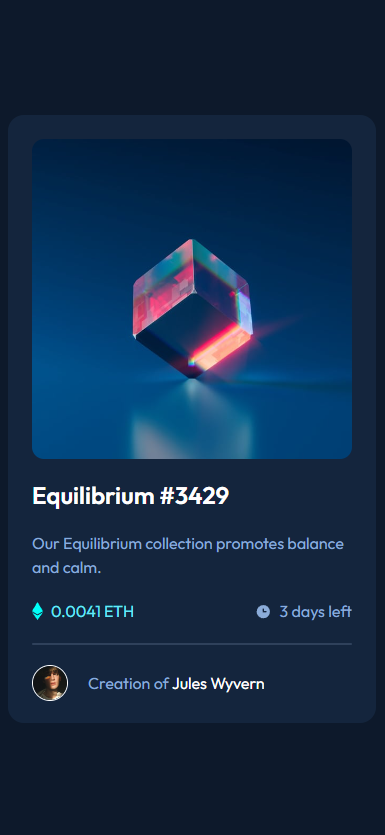 Equilibrium #3429
Our Equilibrium collection promotes balance
and calm.
0.0041 ETH
3 days left
Creation of Jules Wyvern